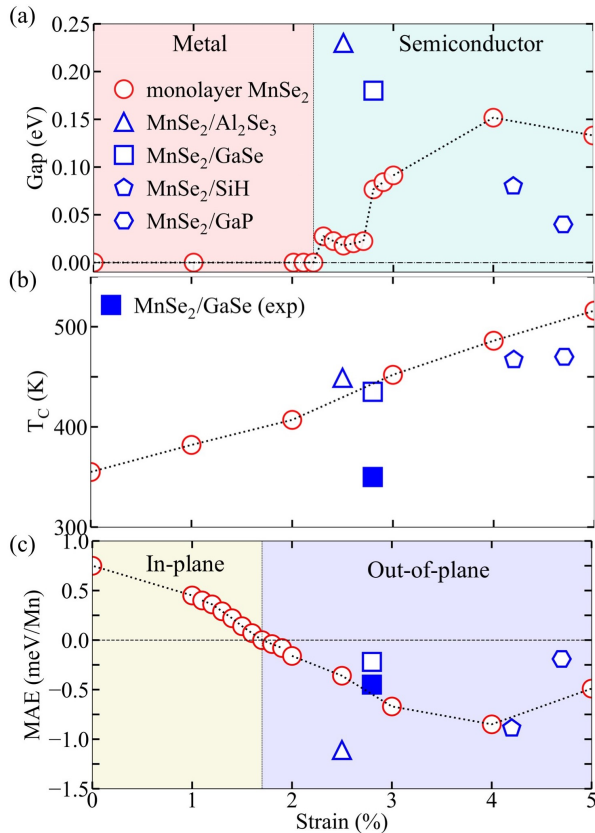 (a)
Metal
Semiconductor
monolayer MnSe₂
MnSe₂/Al₂Se₃
MnSe₂/GaSe
MnSe₂/SiH
MnSe₂/GaP
Gap (eV)
0.25
0.20
0.15
0.10
0.05
0.00
(b)
MnSe₂/GaSe (exp)
T_C (K)
500
400
300
(c)
In-plane
Out-of-plane
MAE (meV/Mn)
1.0
0.5
0.0
−0.5
−1.0
−1.5
0 1 2 3 4 5
Strain (%)